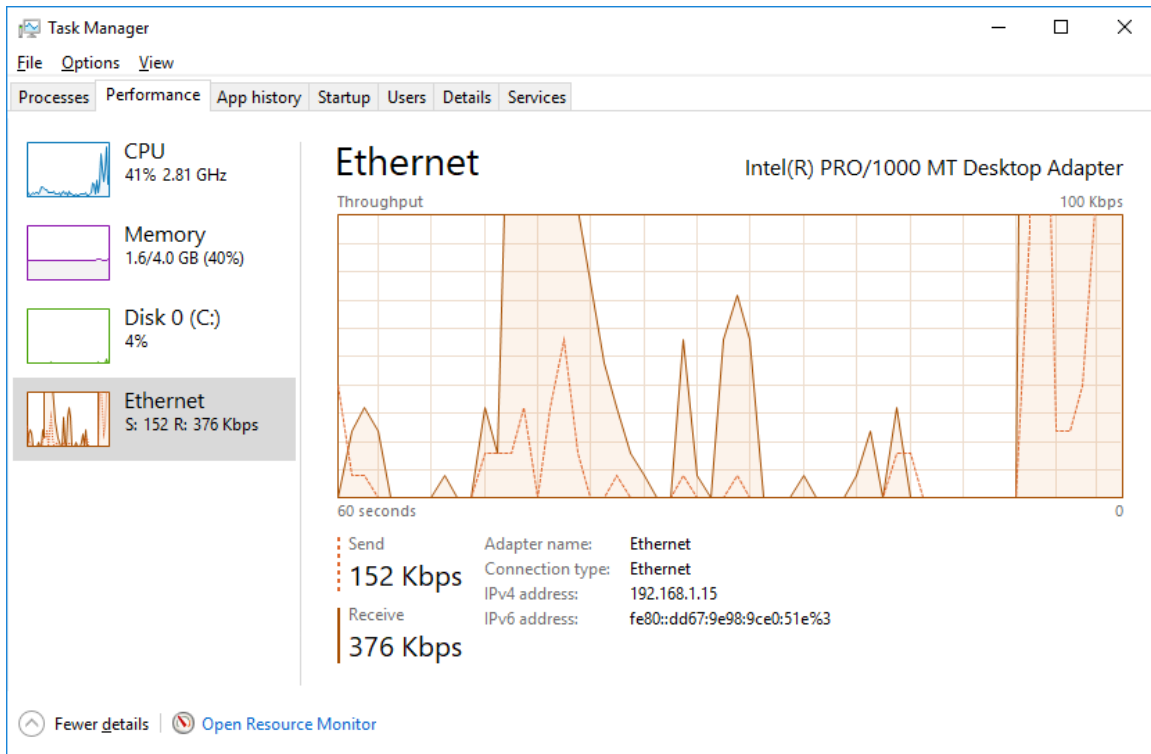 Task Manager
File Options View
Processes Performance App history Startup Users Details Services
CPU
41% 2.81 GHz
Memory
1.6/4.0 GB (40%)
Disk 0 (C:)
4%
Ethernet
S: 152 R: 376 Kbps
Ethernet Intel(R) PRO/1000 MT Desktop Adapter
Throughput 100 Kbps
60 seconds 0
Send
152 Kbps
Receive
376 Kbps
Adapter name: Ethernet
Connection type: Ethernet
IPv4 address: 192.168.1.15
IPv6 address: fe80::dd67:9e98:9ce0:51e%3
Fewer details Open Resource Monitor